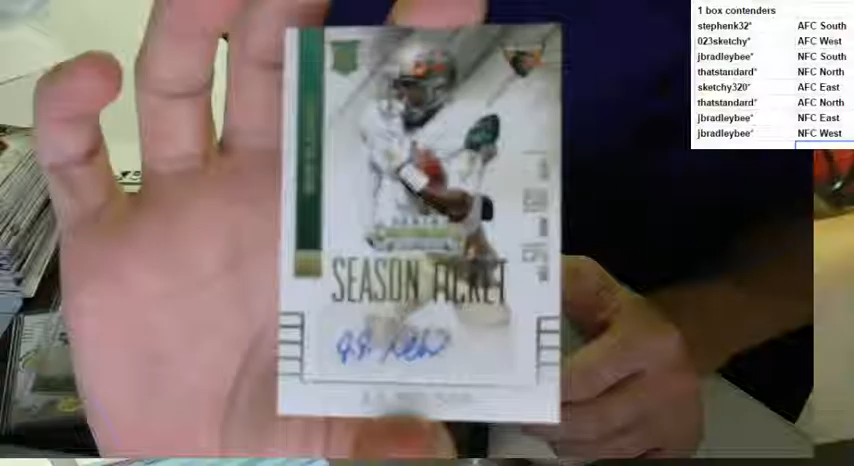 1 box contenders
stephenk32* AFC South
023sketchy* AFC West
jbradleybee* NFC South
thatstandard* NFC North
sketchy320* AFC East
thatstandard* AFC North
jbradleybee* NFC East
jbradleybee* NFC West
SEASON TICKET